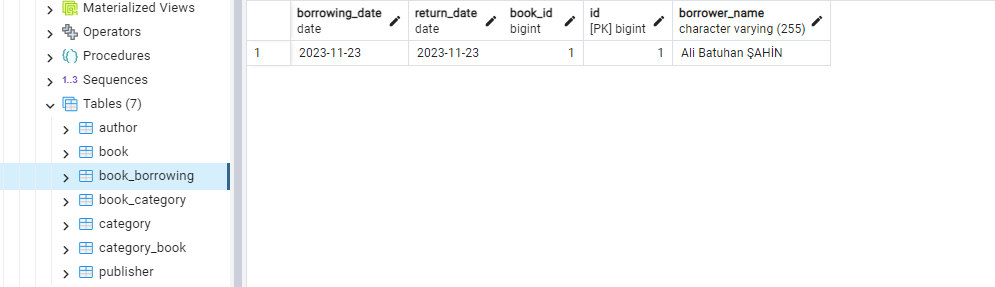 Materialized Views
Operators
Procedures
1..3 Sequences
Tables (7)
author
book
book_borrowing
book_category
category
category_book
publisher
borrowing_date return_date book_id id borrower_name
date date bigint [PK] bigint character varying (255)
1 2023-11-23 2023-11-23 1 1 Ali Batuhan ŞAHİN